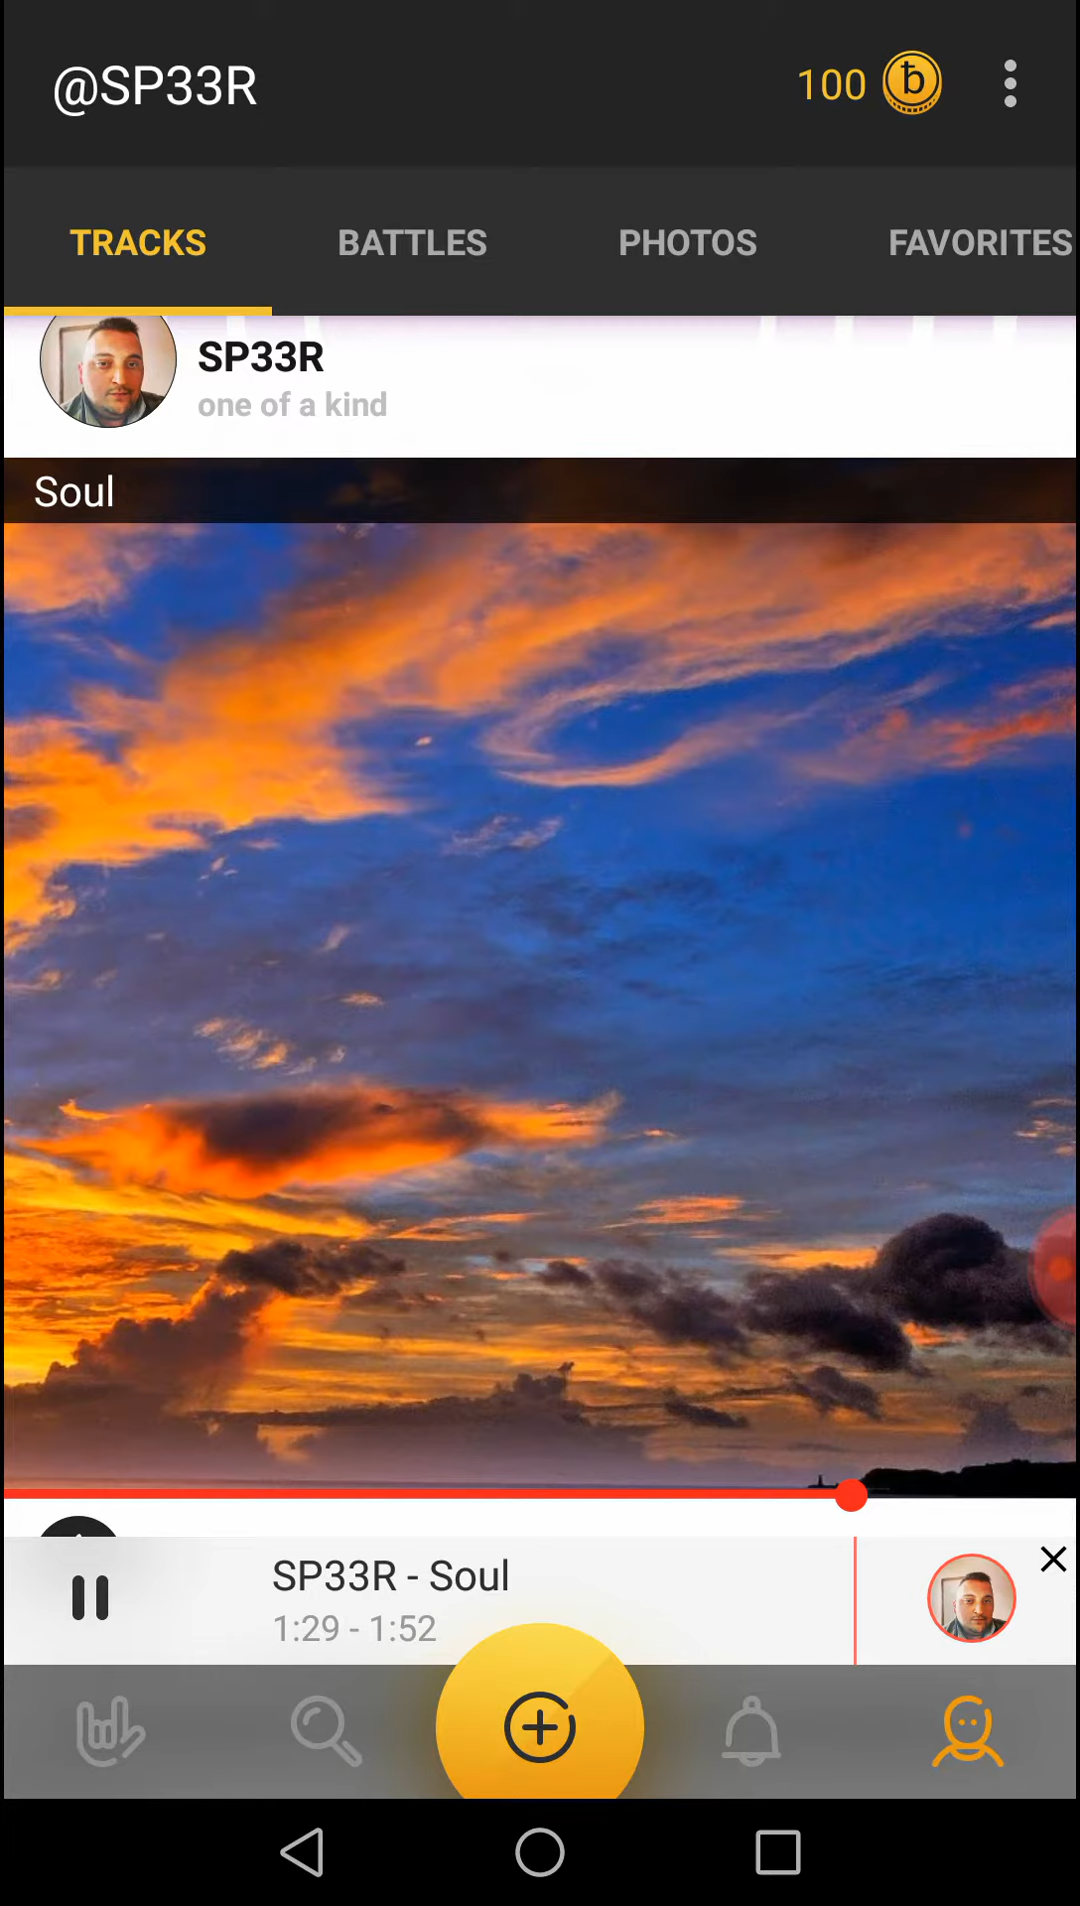 @SP33R
100
TRACKS BATTLES PHOTOS FAVORITES
SP33R
one of a kind
Soul
SP33R - Soul
1:29 - 1:52